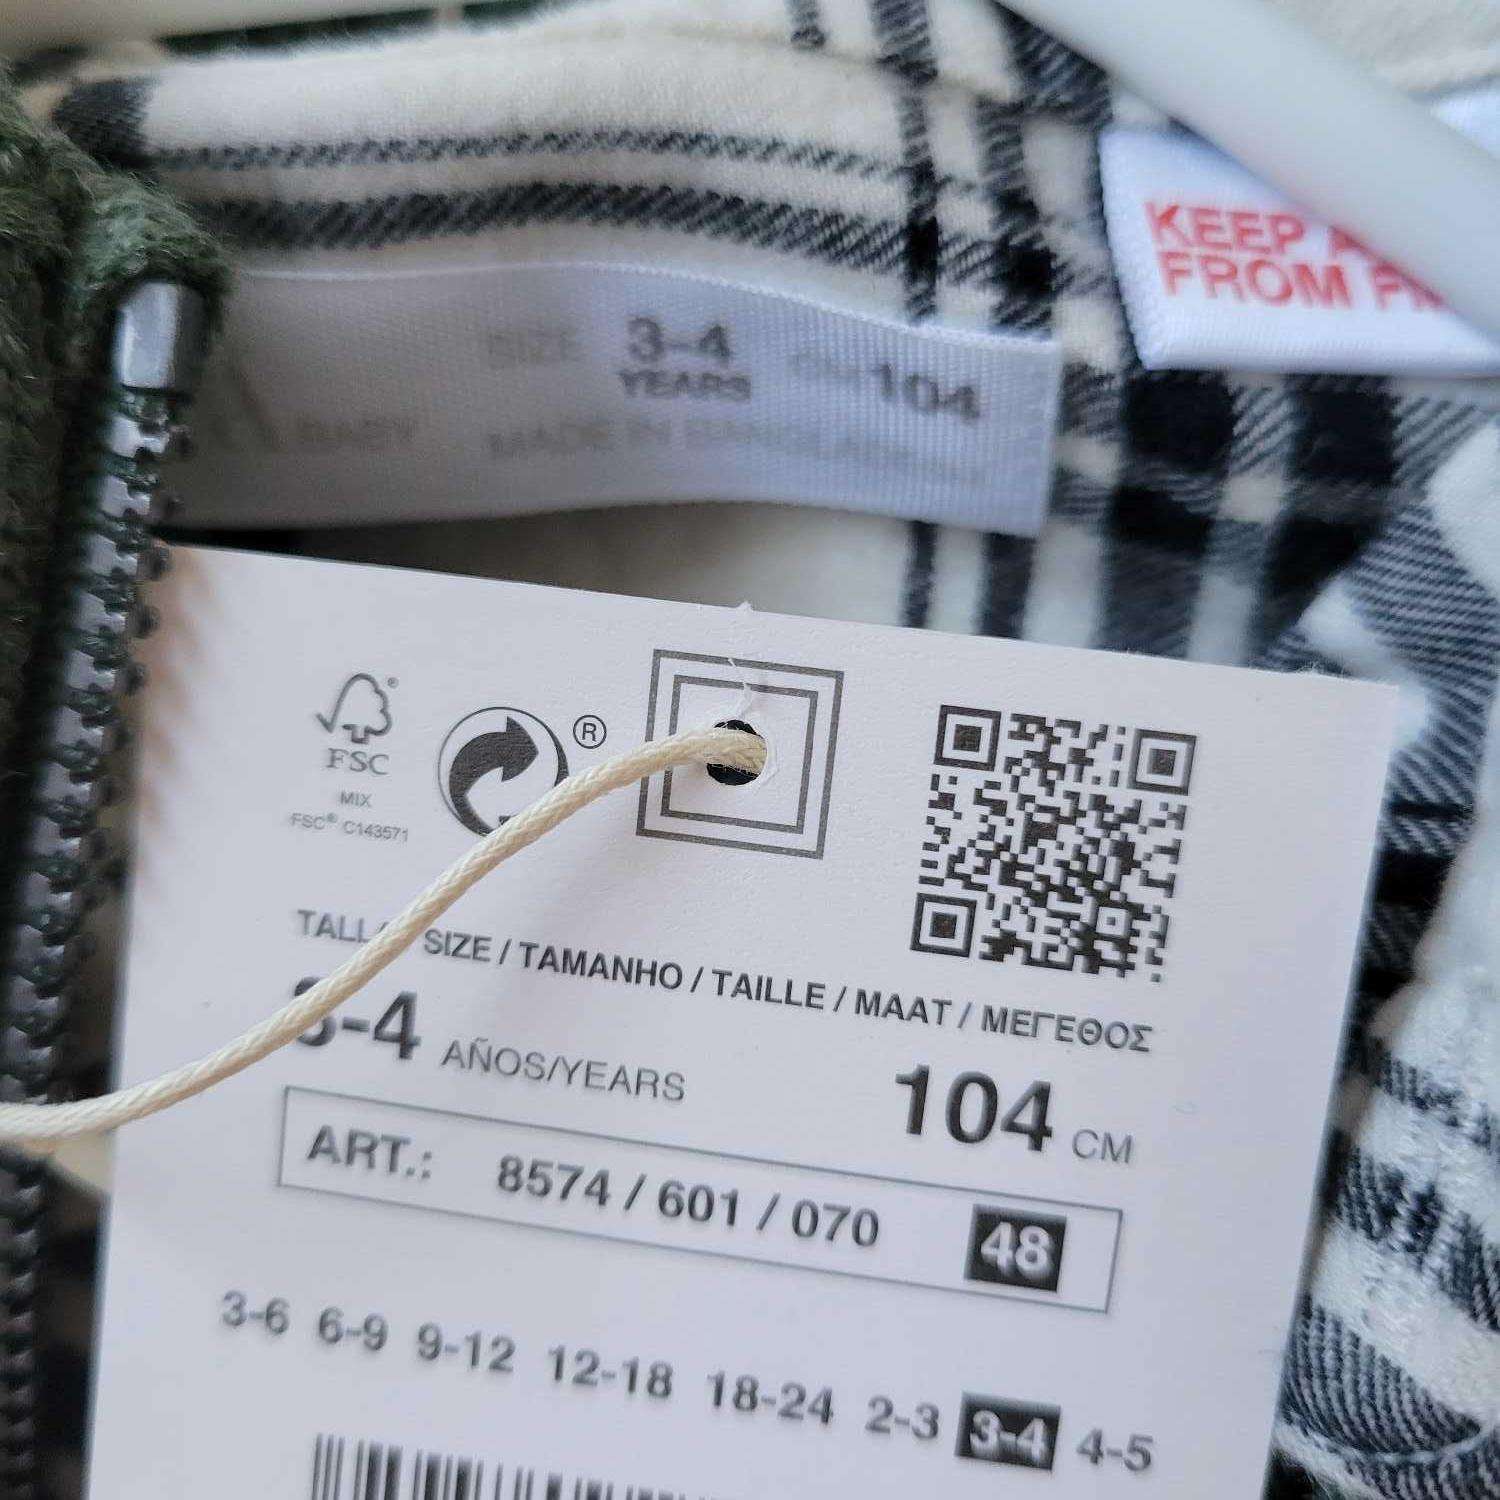 KEEP
FROM
SIZE 3-4 YEARS CM 104
MADE IN
®
FSC
®
MIX
FSC® C143571
SIZE / TAMANHO / TAILLE / MAAT / ΜΕΓΕΘΟΣ
3-4 AÑOS/YEARS 104 CM
ART.: 8574 / 601 / 070 48
3-6 6-9 9-12 12-18 18-24 2-3 3-4 4-5